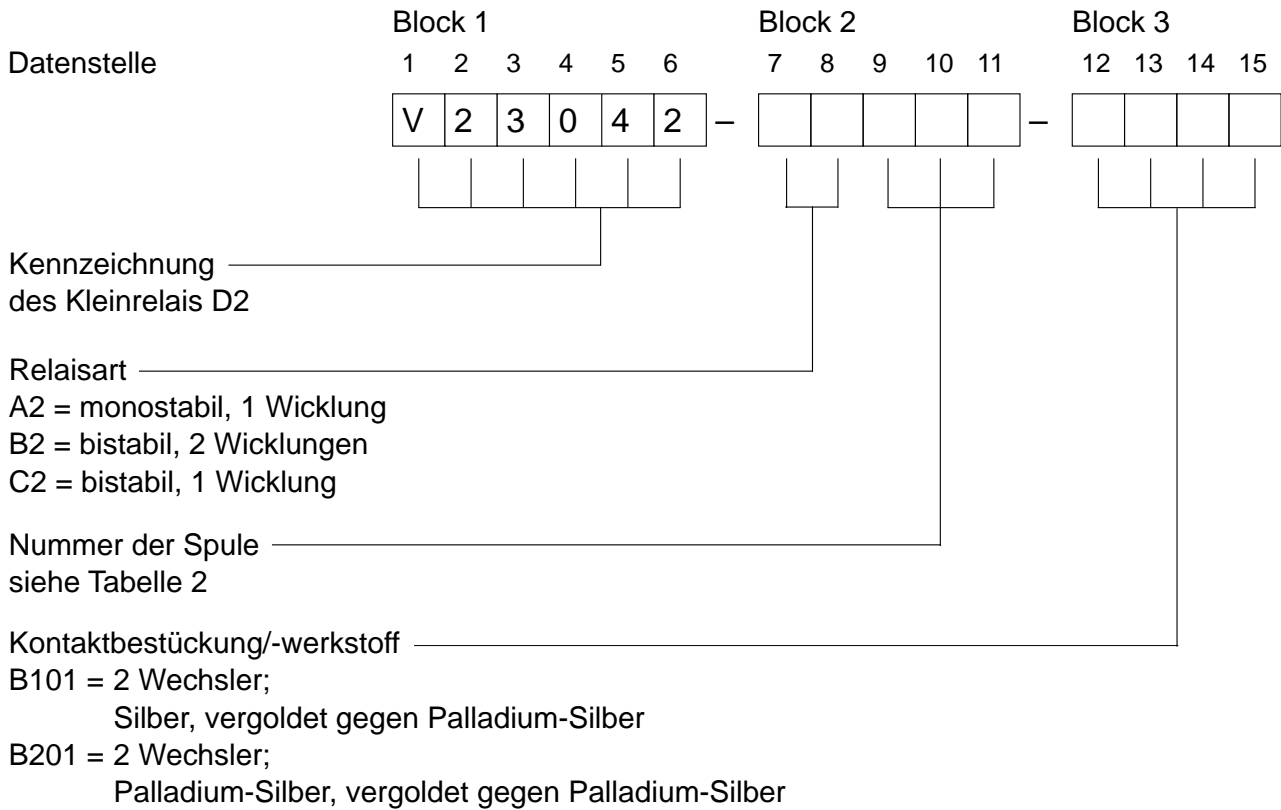 Block 1 Block 2 Block 3
Datenstelle 1 2 3 4 5 6 7 8 9 10 11 12 13 14 15
V 2 3 0 4 2 – –
Kennzeichnung
des Kleinrelais D2
Relaisart
A2 = monostabil, 1 Wicklung
B2 = bistabil, 2 Wicklungen
C2 = bistabil, 1 Wicklung
Nummer der Spule
siehe Tabelle 2
Kontaktbestückung/-werkstoff
B101 = 2 Wechsler;
Silber, vergoldet gegen Palladium-Silber
B201 = 2 Wechsler;
Palladium-Silber, vergoldet gegen Palladium-Silber